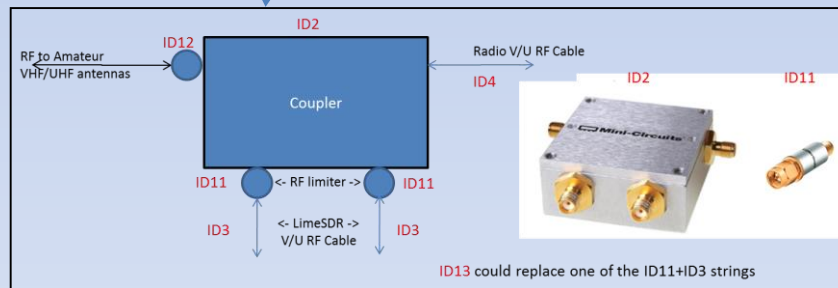 ID2
ID12
RF to Amateur
VHF/UHF antennas
Radio V/U RF Cable
ID4
ID2
ID11
Coupler
Mini-Circuits
ID11
<- RF limiter ->
ID11
ID3
<- LimeSDR ->
V/U RF Cable
ID3
ID13 could replace one of the ID11+ID3 strings